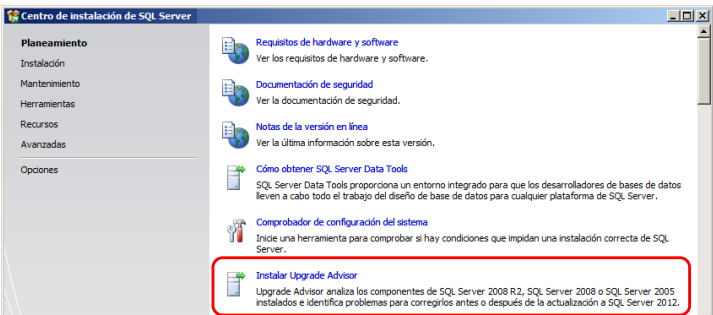 Centro de instalación de SQL Server
Planeamiento
Instalación
Mantenimiento
Herramientas
Recursos
Avanzadas
Opciones
Requisitos de hardware y software
Ver los requisitos de hardware y software.
Documentación de seguridad
Ver la documentación de seguridad.
Notas de la versión en línea
Ver la última información sobre esta versión.
Cómo obtener SQL Server Data Tools
SQL Server Data Tools proporciona un entorno integrado para que los desarrolladores de bases de datos
lleven a cabo todo el trabajo del diseño de base de datos para cualquier plataforma de SQL Server.
Comprobador de configuración del sistema
Inicie una herramienta para comprobar si hay condiciones que impidan una instalación correcta de SQL
Server.
Instalar Upgrade Advisor
Upgrade Advisor analiza los componentes de SQL Server 2008 R2, SQL Server 2008 o SQL Server 2005
instalados e identifica problemas para corregirlos antes o después de la actualización a SQL Server 2012.